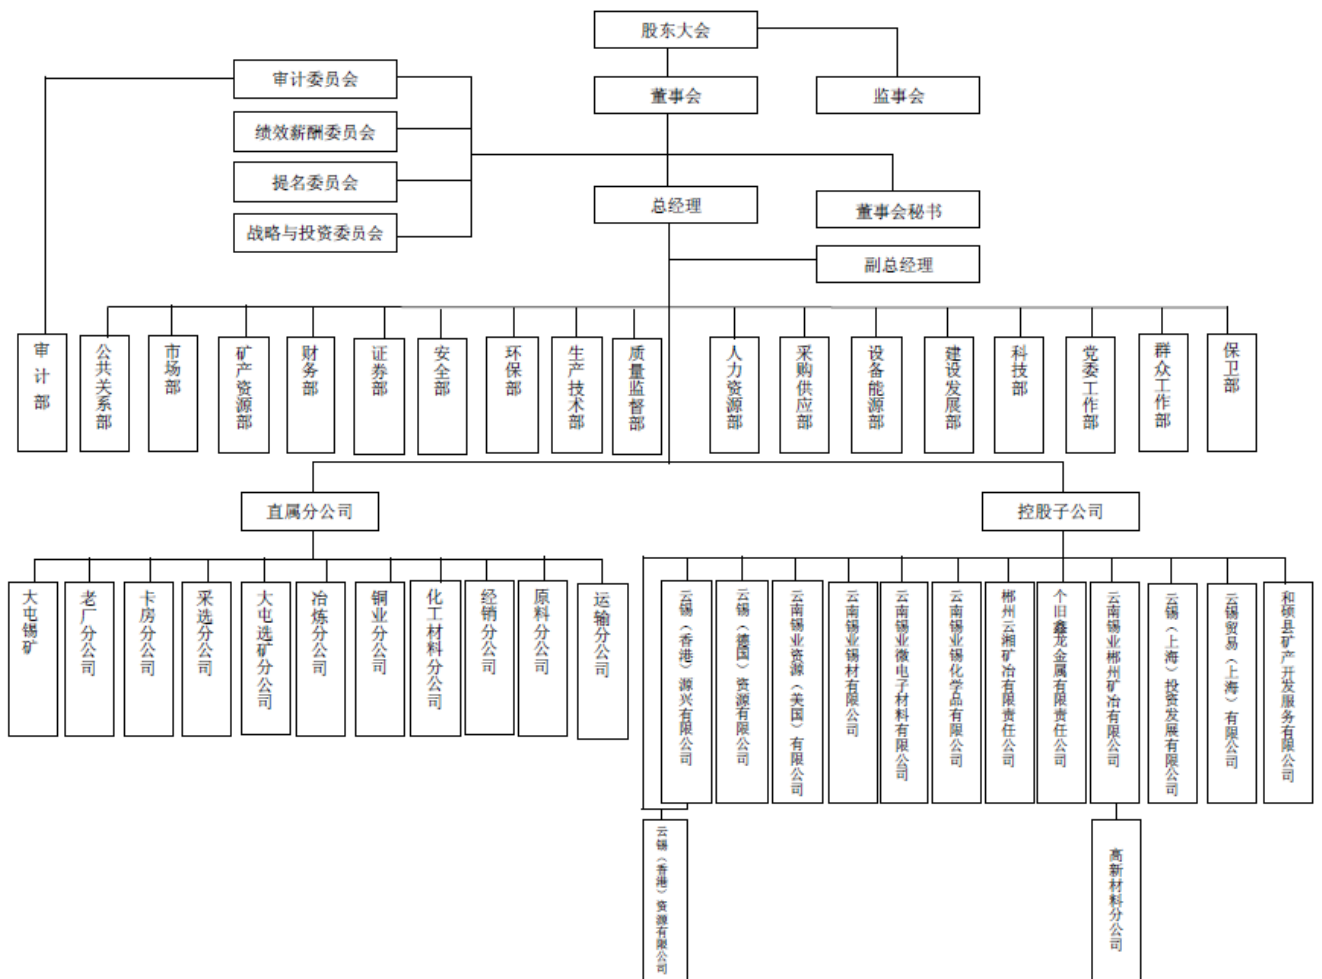 股东大会
审计委员会
董事会
监事会
绩效薪酬委员会
提名委员会
总经理
董事会秘书
战略与投资委员会
副总经理
审计部
公共关系部
市场部
矿产资源部
财务部
证券部
安全部
环保部
生产技术部
质量监督部
人力资源部
采购供应部
设备能源部
建设发展部
科技部
党委工作部
群众工作部
保卫部
直属分公司
控股子公司
大屯锡矿
老厂分公司
卡房分公司
采选分公司
大屯选矿分公司
冶炼分公司
铜业分公司
化工材料分公司
经销分公司
原料分公司
运输分公司
云锡（香港）源兴有限公司
云锡（德国）资源有限公司
云南锡业资源（美国）有限公司
云南锡业锡材有限公司
云南锡业微电子材料有限公司
云南锡业锡化学品有限公司
郴州云湘矿冶有限责任公司
个旧鑫龙金属有限责任公司
云南锡业郴州矿冶有限公司
云锡（上海）投资发展有限公司
云锡贸易（上海）有限公司
和硕县矿产开发服务有限公司
云锡（香港）资源有限公司
高新材料分公司